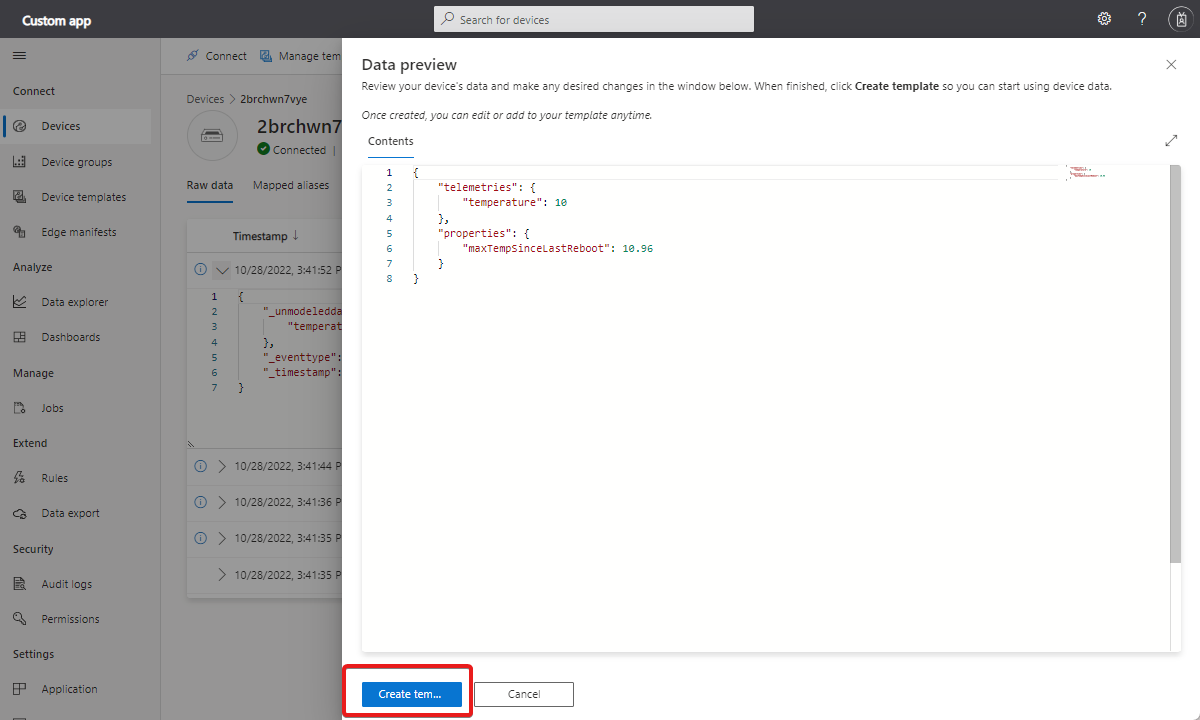 Custom app
Search for devices
?
Connect
Devices
Device groups
Device templates
Edge manifests
Analyze
Data explorer
Dashboards
Manage
Jobs
Extend
Rules
Data export
Security
Audit logs
Permissions
Settings
Application
Connect
Manage tem
Devices > 2brchwn7vye
2brchwn7
Connected |
Raw data
Mapped aliases
Timestamp ↓
10/28/2022, 3:41:52 P
1 {
2 "_unmodeledda
3 "temperat
4 },
5 "_eventtype":
6 "_timestamp":
7 }
10/28/2022, 3:41:44 P
10/28/2022, 3:41:36 P
10/28/2022, 3:41:35 P
10/28/2022, 3:41:35 P
Data preview
Review your device's data and make any desired changes in the window below. When finished, click Create template so you can start using device data.
Once created, you can edit or add to your template anytime.
Contents
1 {
2 "telemetries": {
3 "temperature": 10
4 },
5 "properties": {
6 "maxTempSinceLastReboot": 10.96
7 }
8 }
Create tem...
Cancel